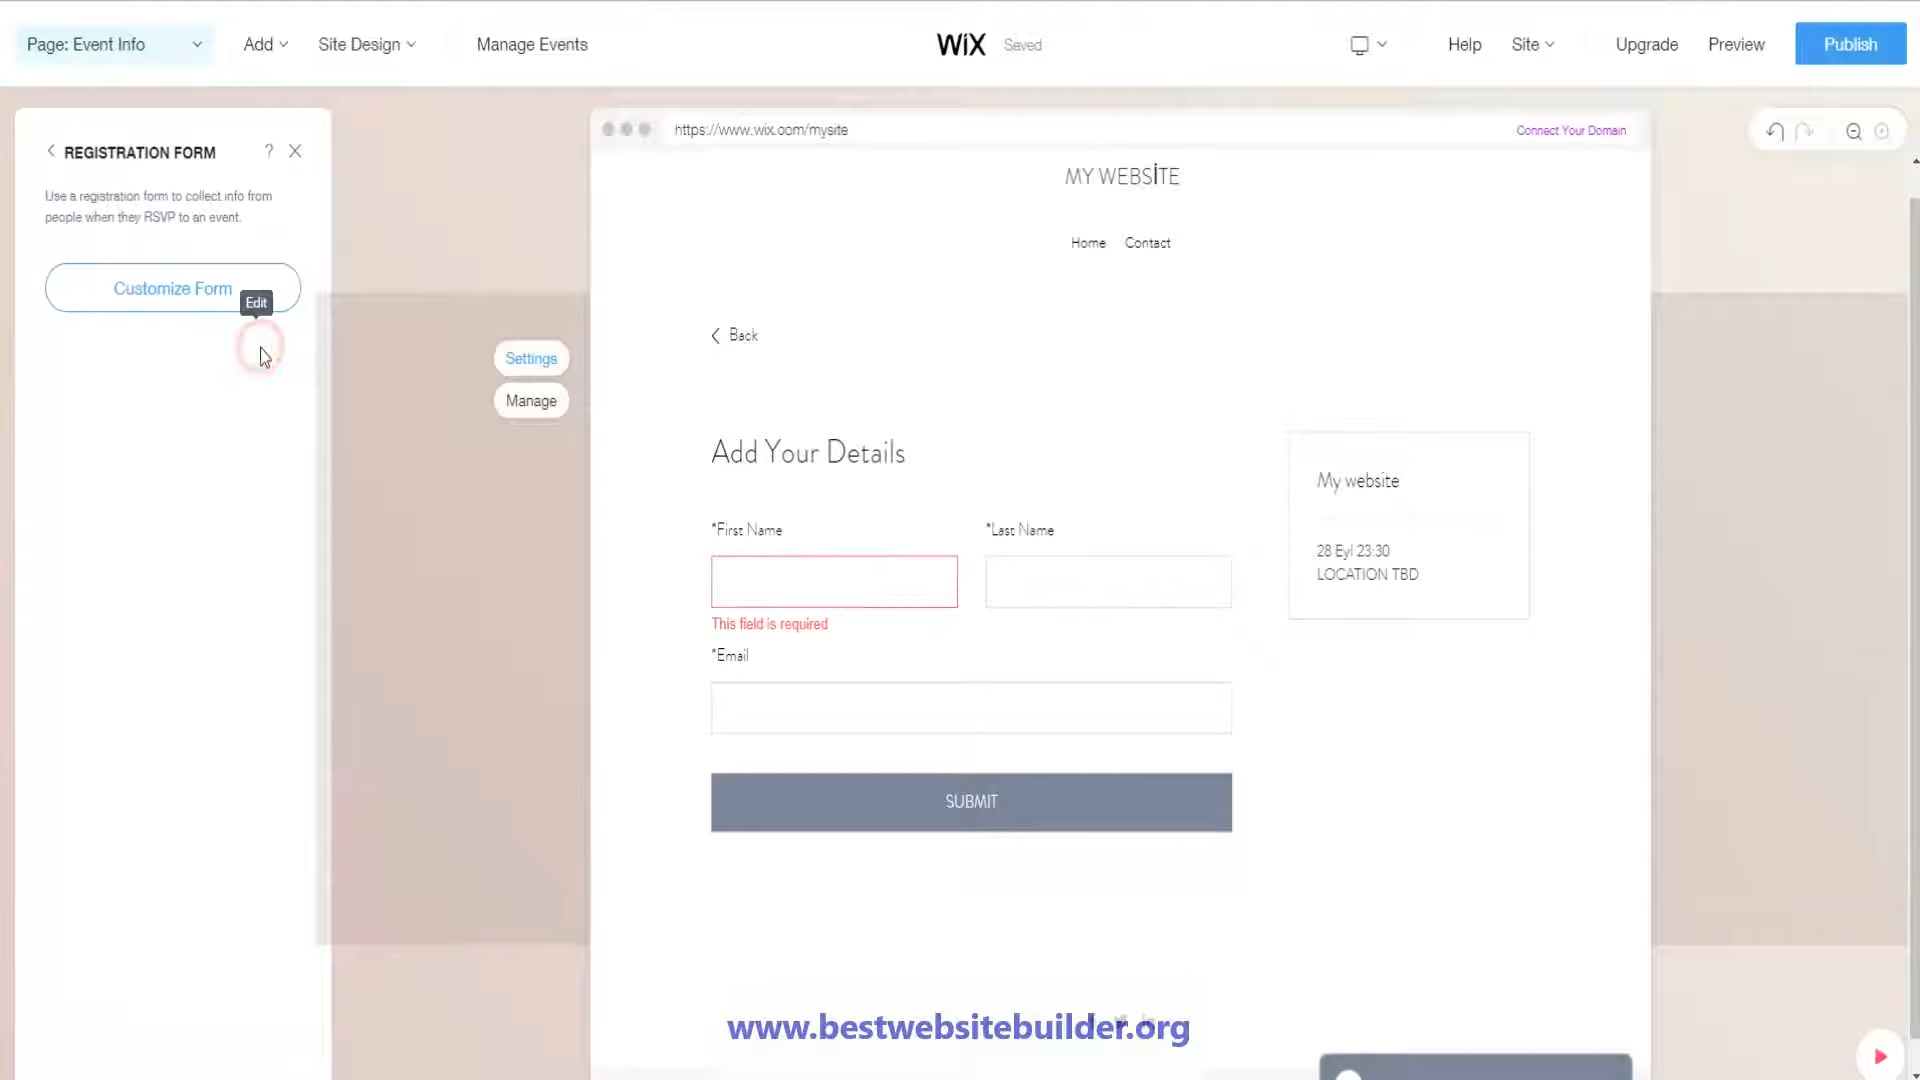 Page: Event Info
Add
Site Design
Manage Events
WiX
Saved
Help
Site
Upgrade
Preview
Publish
REGISTRATION FORM
?
Use a registration form to collect info from
people when they RSVP to an event.
Customize Form
Edit
Settings
Manage
https://www.wix.com/mysite
Connect Your Domain
MY WEBSİTE
Home
Contact
Back
Add Your Details
*First Name
*Last Name
This field is required
*Email
SUBMIT
My website
28 Eyl 23:30
LOCATION TBD
www.bestwebsitebuilder.org